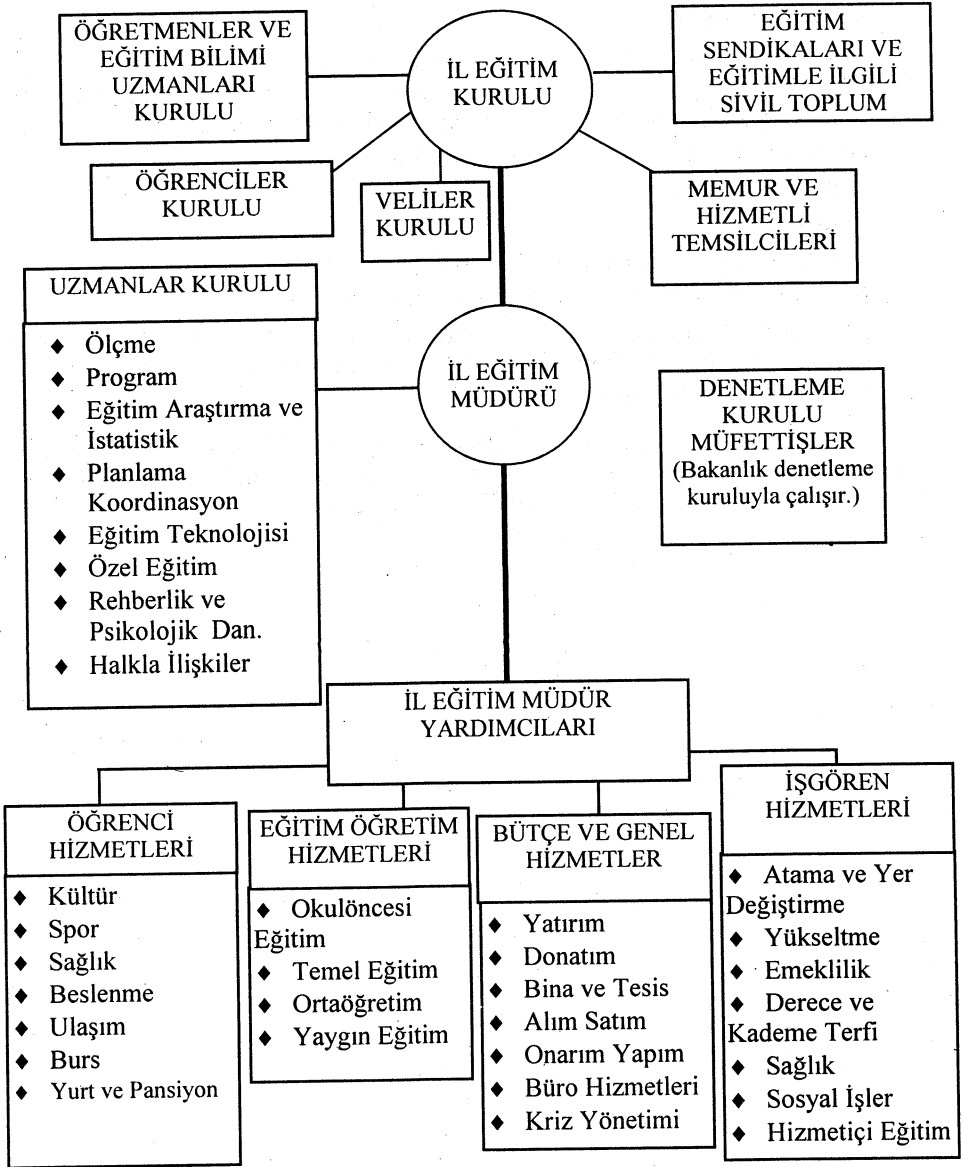 ÖĞRETMENLER VE
EĞİTİM BİLİMİ
UZMANLARI
KURULU
İL EĞİTİM
KURULU
EĞİTİM
SENDİKALARI VE
EĞİTİMLE İLGİLİ
SİVİL TOPLUM
ÖĞRENCİLER
KURULU
VELİLER
KURULU
MEMUR VE
HİZMETLİ
TEMSİLCİLERİ
UZMANLAR KURULU
♦ Ölçme
♦ Program
♦ Eğitim Araştırma ve
İstatistik
♦ Planlama
Koordinasyon
♦ Eğitim Teknolojisi
♦ Özel Eğitim
♦ Rehberlik ve
Psikolojik Dan.
♦ Halkla İlişkiler
İL EĞİTİM
MÜDÜRÜ
DENETLEME
KURULU
MÜFETTİŞLER
(Bakanlık denetleme
kuruluyla çalışır.)
İL EĞİTİM MÜDÜR
YARDIMCILARI
ÖĞRENCİ
HİZMETLERİ
♦ Kültür
♦ Spor
♦ Sağlık
♦ Beslenme
♦ Ulaşım
♦ Burs
♦ Yurt ve Pansiyon
EĞİTİM ÖĞRETİM
HİZMETLERİ
♦ Okulöncesi
Eğitim
♦ Temel Eğitim
♦ Ortaöğretim
♦ Yaygın Eğitim
BÜTÇE VE GENEL
HİZMETLER
♦ Yatırım
♦ Donatım
♦ Bina ve Tesis
♦ Alım Satım
♦ Onarım Yapım
♦ Büro Hizmetleri
♦ Kriz Yönetimi
İŞGÖREN
HİZMETLERİ
♦ Atama ve Yer
Değiştirme
♦ Yükseltme
♦ Emeklilik
♦ Derece ve
Kademe Terfi
♦ Sağlık
♦ Sosyal İşler
♦ Hizmetiçi Eğitim